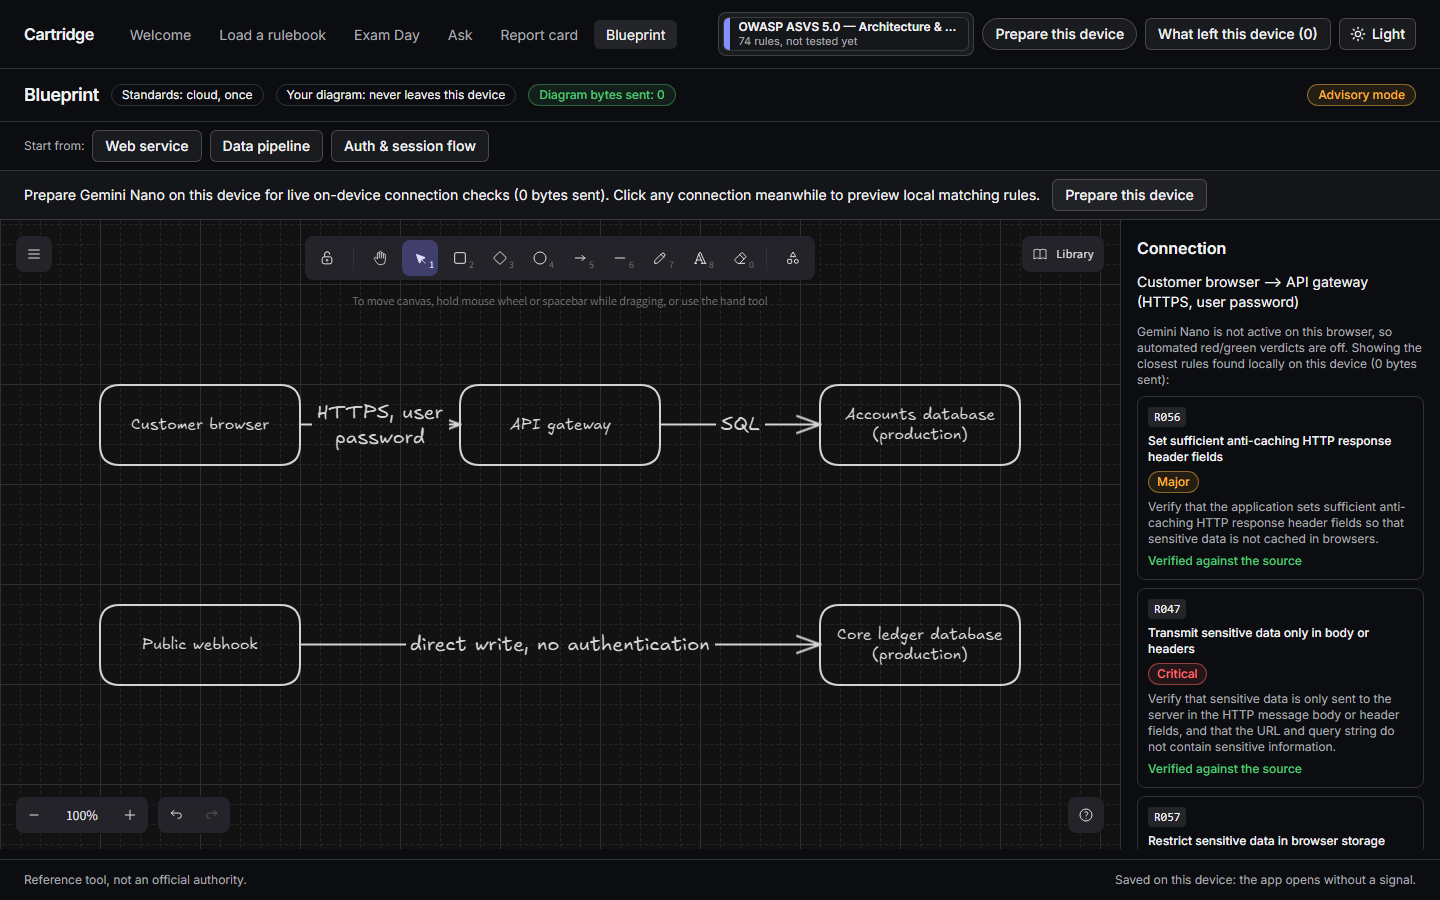 Cartridge
Welcome
Load a rulebook
Exam Day
Ask
Report card
Blueprint
OWASP ASVS 5.0 — Architecture & ...
74 rules, not tested yet
Prepare this device
What left this device (0)
Light
Blueprint
Standards: cloud, once
Your diagram: never leaves this device
Diagram bytes sent: 0
Advisory mode
Start from:
Web service
Data pipeline
Auth & session flow
Prepare Gemini Nano on this device for live on-device connection checks (0 bytes sent). Click any connection meanwhile to preview local matching rules.
Prepare this device
1
2
3
4
5
6
7
8
0
Library
To move canvas, hold mouse wheel or spacebar while dragging, or use the hand tool
Customer browser
HTTPS, user
password
API gateway
SQL
Accounts database
(production)
Public webhook
direct write, no authentication
Core ledger database
(production)
100%
Connection
Customer browser → API gateway
(HTTPS, user password)
Gemini Nano is not active on this browser, so
automated red/green verdicts are off. Showing the
closest rules found locally on this device (0 bytes
sent):
R056
Set sufficient anti-caching HTTP response
header fields
Major
Verify that the application sets sufficient anti-
caching HTTP response header fields so that
sensitive data is not cached in browsers.
Verified against the source
R047
Transmit sensitive data only in body or
headers
Critical
Verify that sensitive data is only sent to the
server in the HTTP message body or header
fields, and that the URL and query string do
not contain sensitive information.
Verified against the source
R057
Restrict sensitive data in browser storage
Reference tool, not an official authority.
Saved on this device: the app opens without a signal.